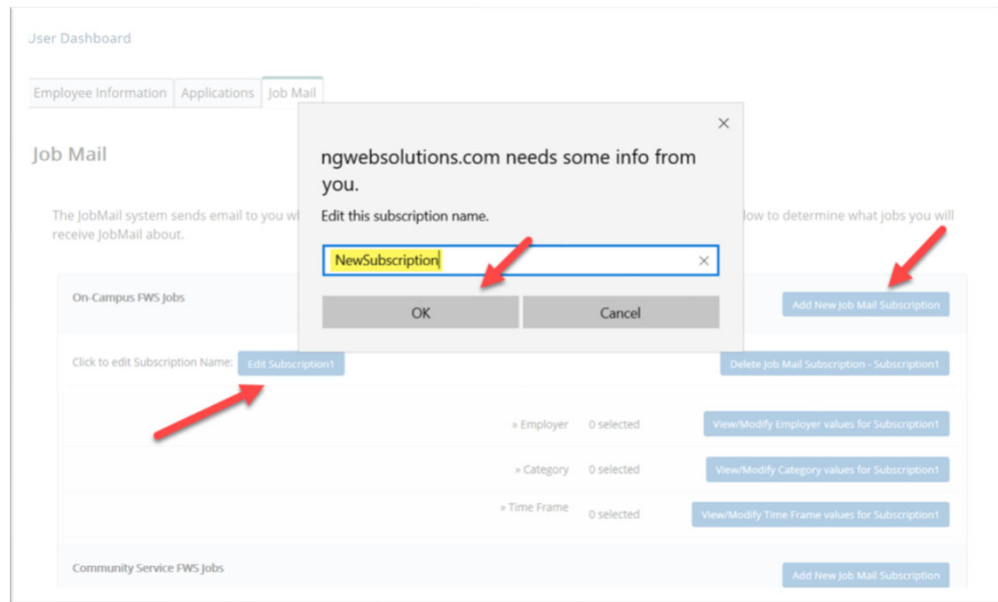 User Dashboard
Employee Information Applications Job Mail
Job Mail
ngwebsolutions.com needs some info from
you.
Edit this subscription name.
The JobMail system sends email to you
low to determine what jobs you will
receive JobMail about.
NewSubscription
OK Cancel
On-Campus FWS Jobs
Add New Job Mail Subscription
Click to edit Subscription Name: Edit Subscription1 Delete Job Mail Subscription - Subscription1
» Employer 0 selected View/Modify Employer values for Subscription1
» Category 0 selected View/Modify Category values for Subscription1
» Time Frame 0 selected View/Modify Time Frame values for Subscription1
Community Service FWS Jobs
Add New Job Mail Subscription